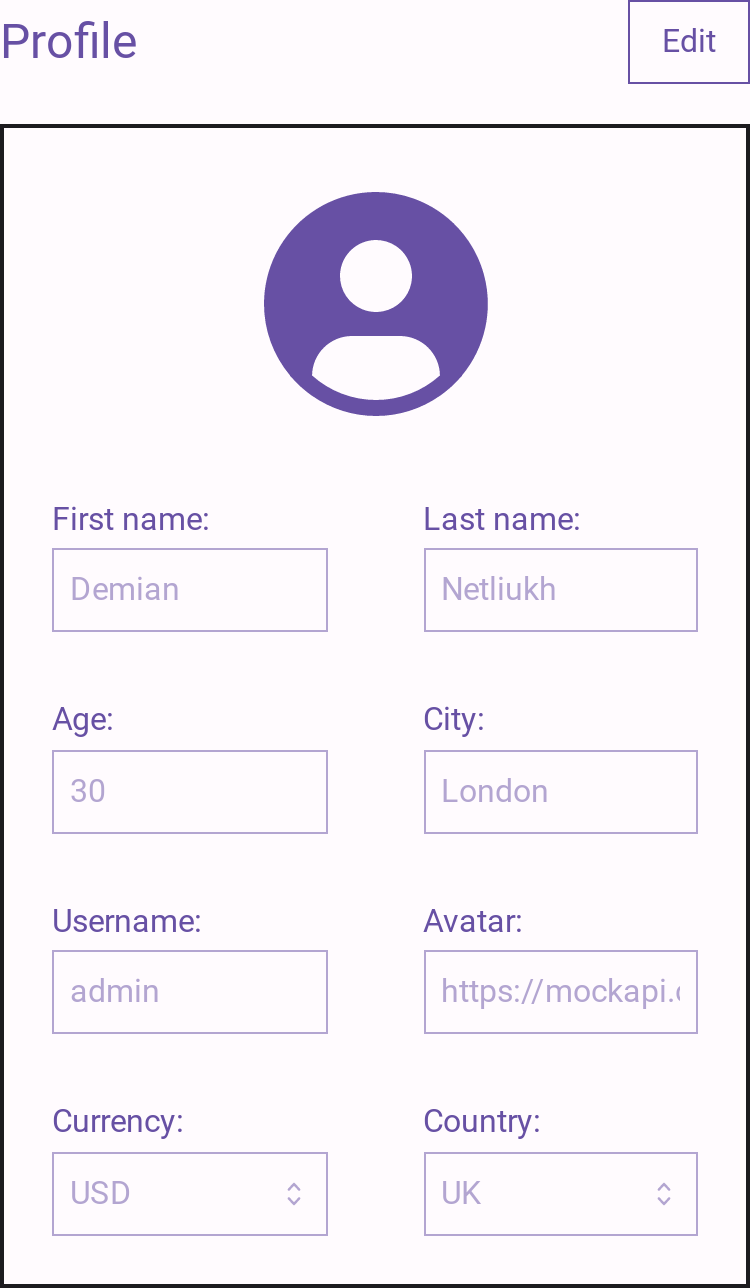 Profile
Edit
First name:
Last name:
Demian
Netliukh
Age:
City:
30
London
Username:
Avatar:
admin
https://mockapi.
Currency:
Country:
USD
UK